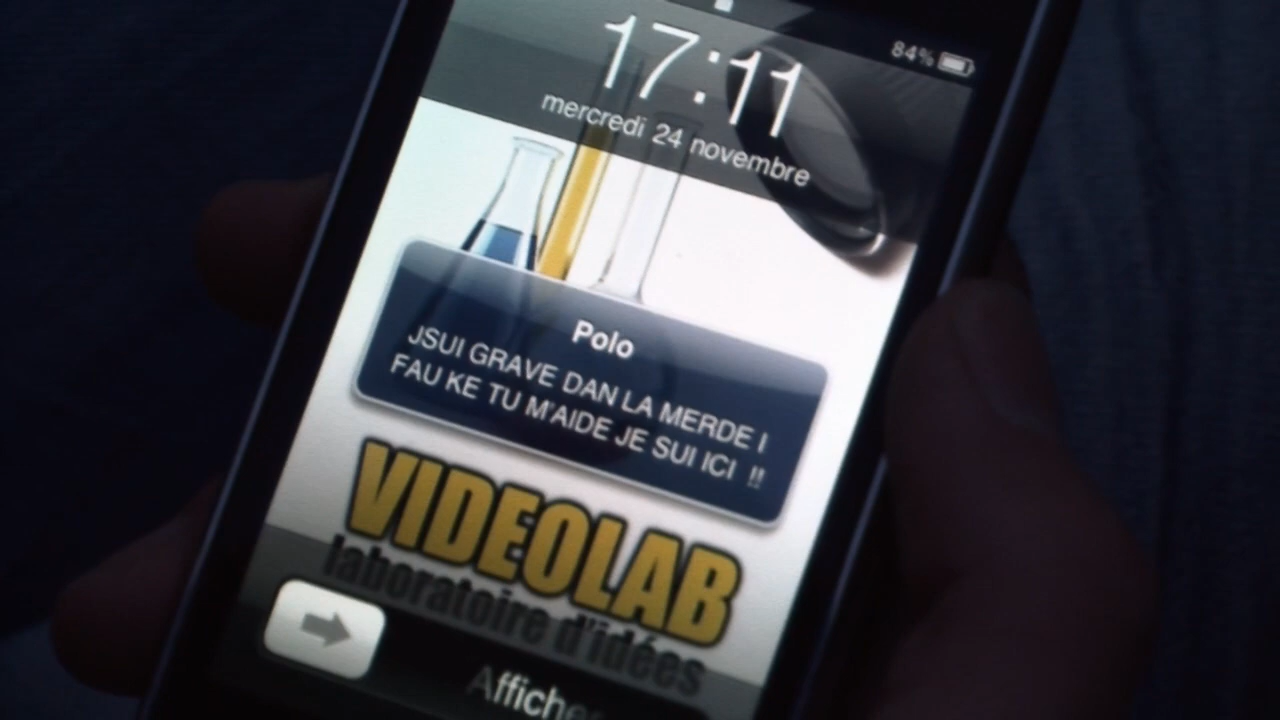 17:11
84%
mercredi 24 novembre
Polo
JSUI GRAVE DAN LA MERDE !
FAU KE TU M'AIDE JE SUI ICI !!
VIDEOLAB
laboratoire d'idées
Affiche